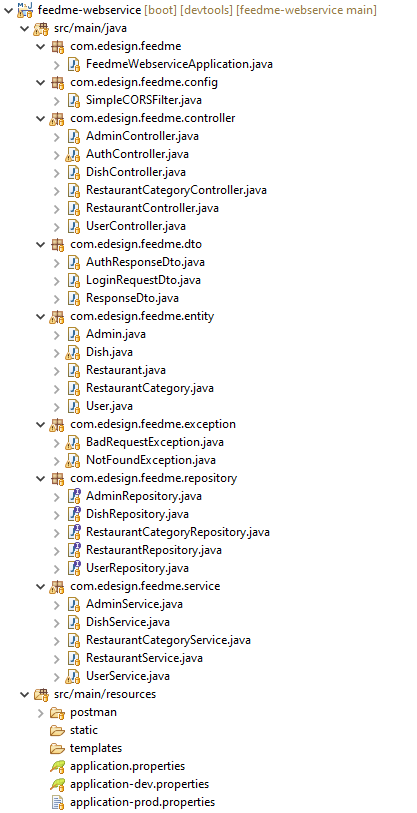 feedme-webservice [boot] [devtools] [feedme-webservice main]
src/main/java
com.edesign.feedme
FeedmeWebserviceApplication.java
com.edesign.feedme.config
SimpleCORSFilter.java
com.edesign.feedme.controller
AdminController.java
AuthController.java
DishController.java
RestaurantCategoryController.java
RestaurantController.java
UserController.java
com.edesign.feedme.dto
AuthResponseDto.java
LoginRequestDto.java
ResponseDto.java
com.edesign.feedme.entity
Admin.java
Dish.java
Restaurant.java
RestaurantCategory.java
User.java
com.edesign.feedme.exception
BadRequestException.java
NotFoundException.java
com.edesign.feedme.repository
AdminRepository.java
DishRepository.java
RestaurantCategoryRepository.java
RestaurantRepository.java
UserRepository.java
com.edesign.feedme.service
AdminService.java
DishService.java
RestaurantCategoryService.java
RestaurantService.java
UserService.java
src/main/resources
postman
static
templates
application.properties
application-dev.properties
application-prod.properties